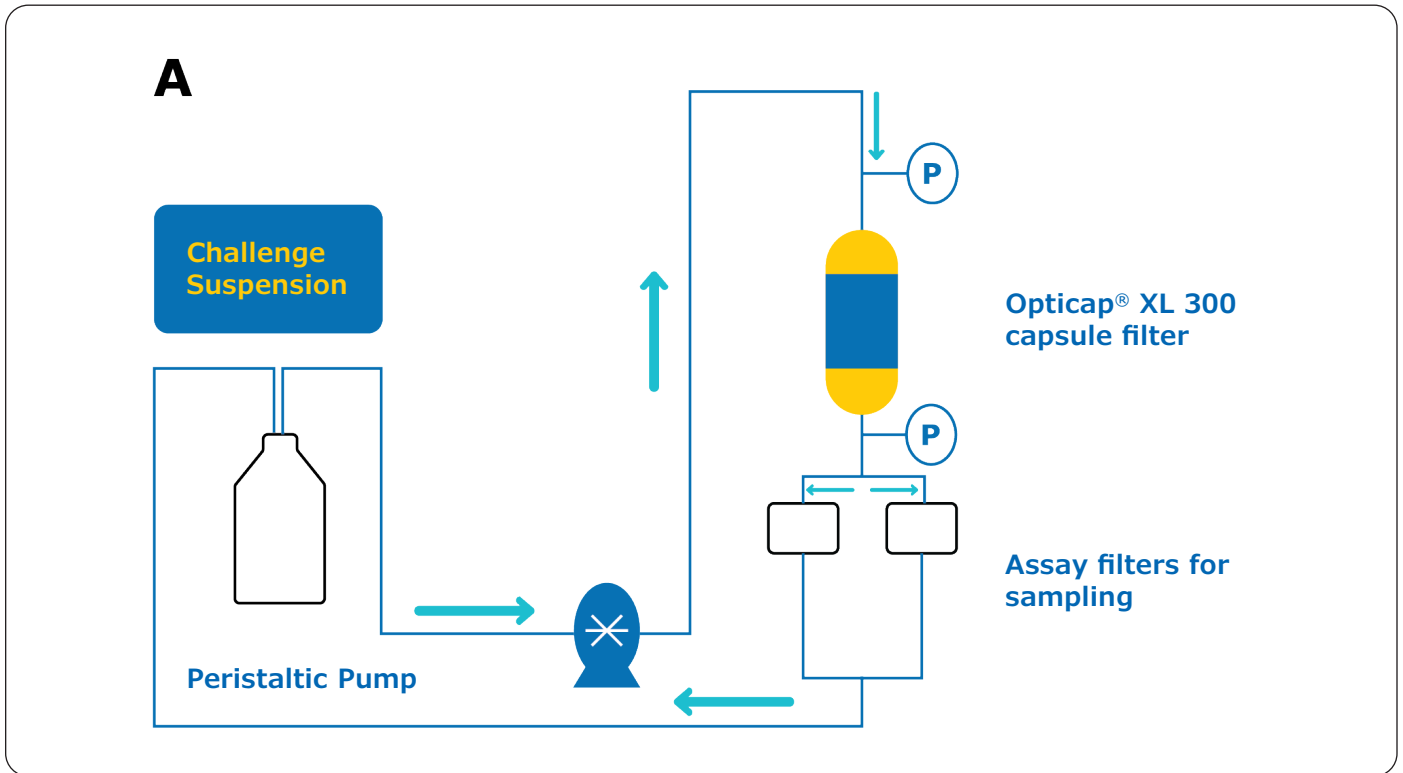 A
P
Challenge
Suspension
Opticap® XL 300
capsule filter
P
Assay filters for
sampling
Peristaltic Pump